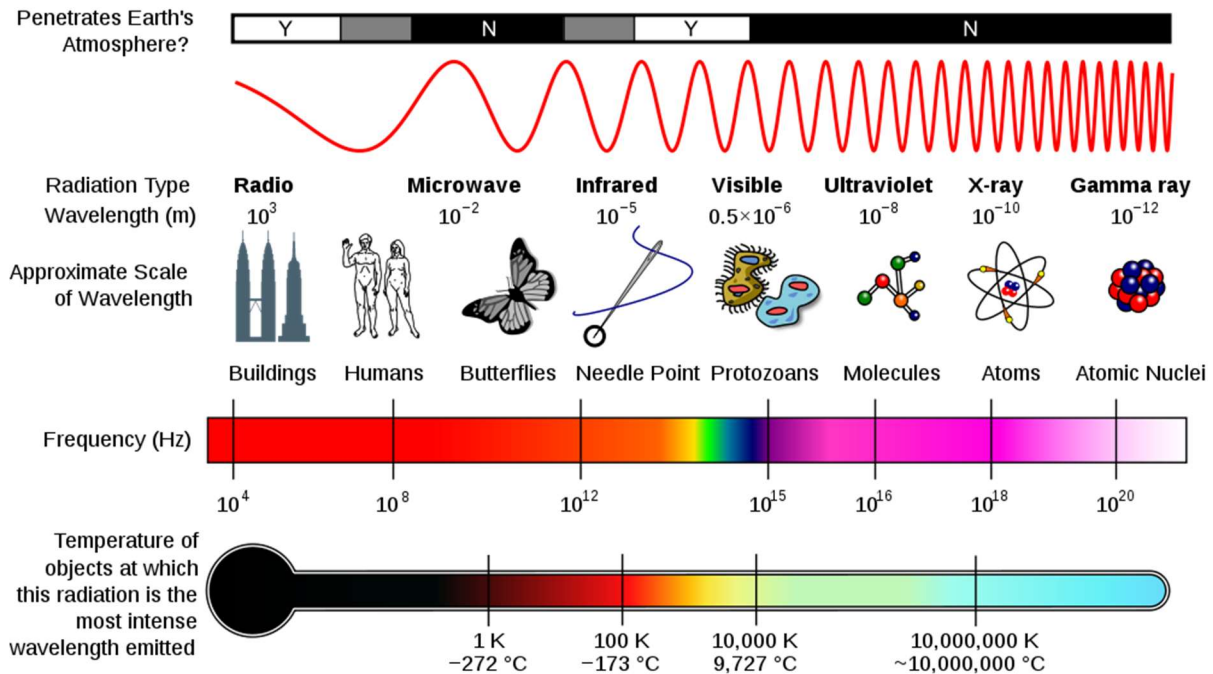 Penetrates Earth's
Atmosphere?
Y N Y N
Radiation Type
Radio Microwave Infrared Visible Ultraviolet X-ray Gamma ray
Wavelength (m)
10³ 10⁻² 10⁻⁵ 0.5×10⁻⁶ 10⁻⁸ 10⁻¹⁰ 10⁻¹²
Approximate Scale
of Wavelength
Buildings Humans Butterflies Needle Point Protozoans Molecules Atoms Atomic Nuclei
Frequency (Hz)
10⁴ 10⁸ 10¹² 10¹⁵ 10¹⁶ 10¹⁸ 10²⁰
Temperature of
objects at which
this radiation is the
most intense
wavelength emitted
1 K 100 K 10,000 K 10,000,000 K
−272 °C −173 °C 9,727 °C ~10,000,000 °C